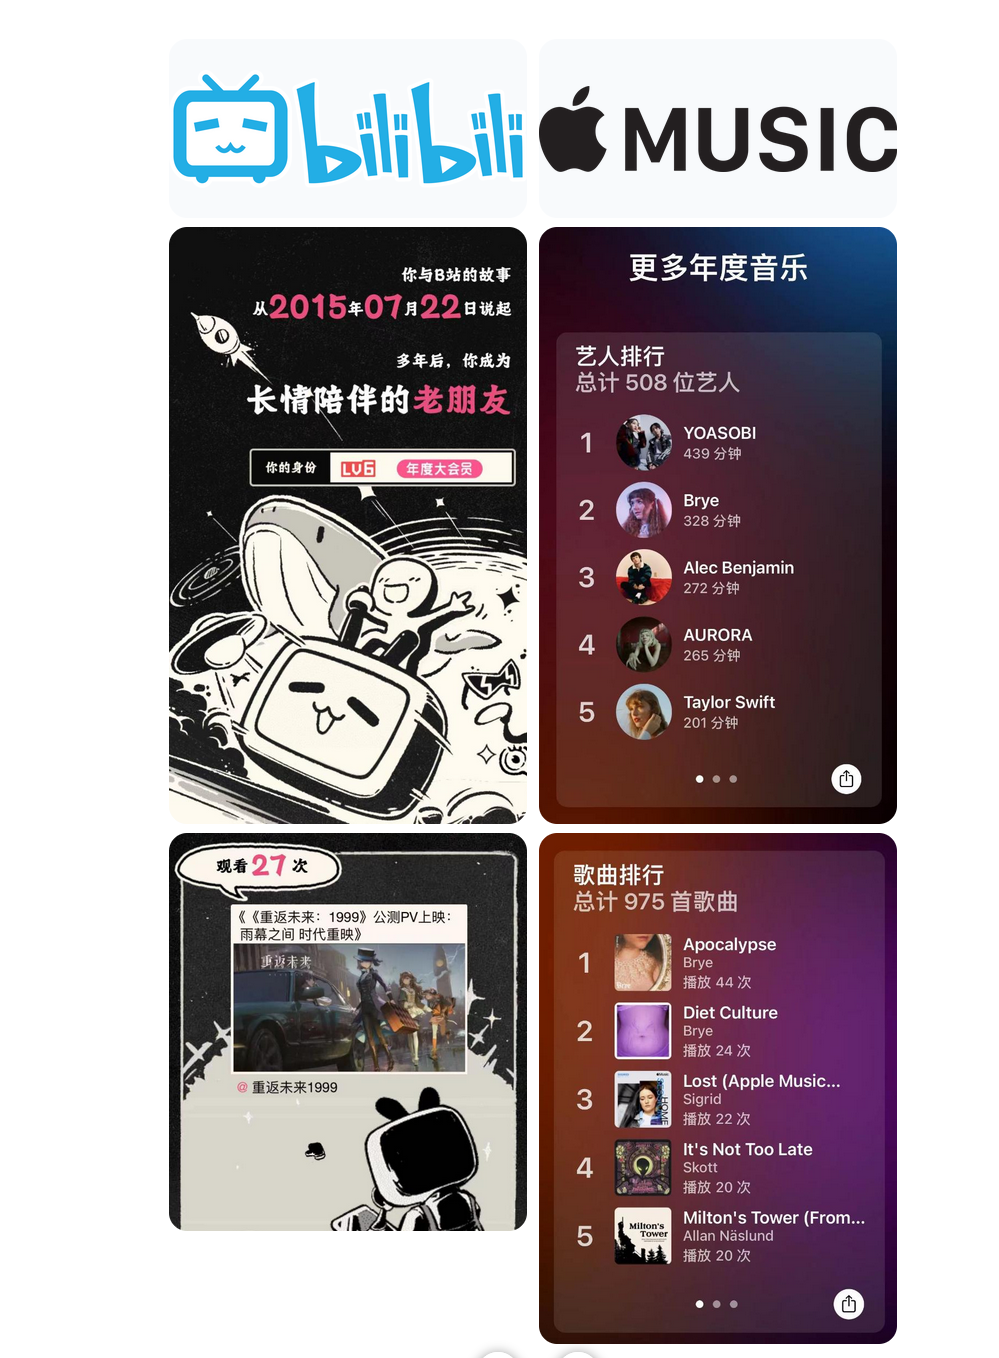 bilibili
MUSIC
你与B站的故事
从2015年07月22日说起
多年后，你成为
长情陪伴的老朋友
你的身份 LV6 年度大会员
观看27次
《《重返未来：1999》公测PV上映：
雨幕之间 时代重映》
重返未来
@ 重返未来1999
更多年度音乐
艺人排行
总计 508 位艺人
1
YOASOBI
439 分钟
2
Brye
328 分钟
3
Alec Benjamin
272 分钟
4
AURORA
265 分钟
5
Taylor Swift
201 分钟
歌曲排行
总计 975 首歌曲
1
Apocalypse
Brye
播放 44 次
2
Diet Culture
Brye
播放 24 次
3
Lost (Apple Music...
Sigrid
播放 22 次
HOME
4
It's Not Too Late
Skott
播放 20 次
5
Milton's Tower (From...
Allan Näslund
播放 20 次
Milton's
Tower